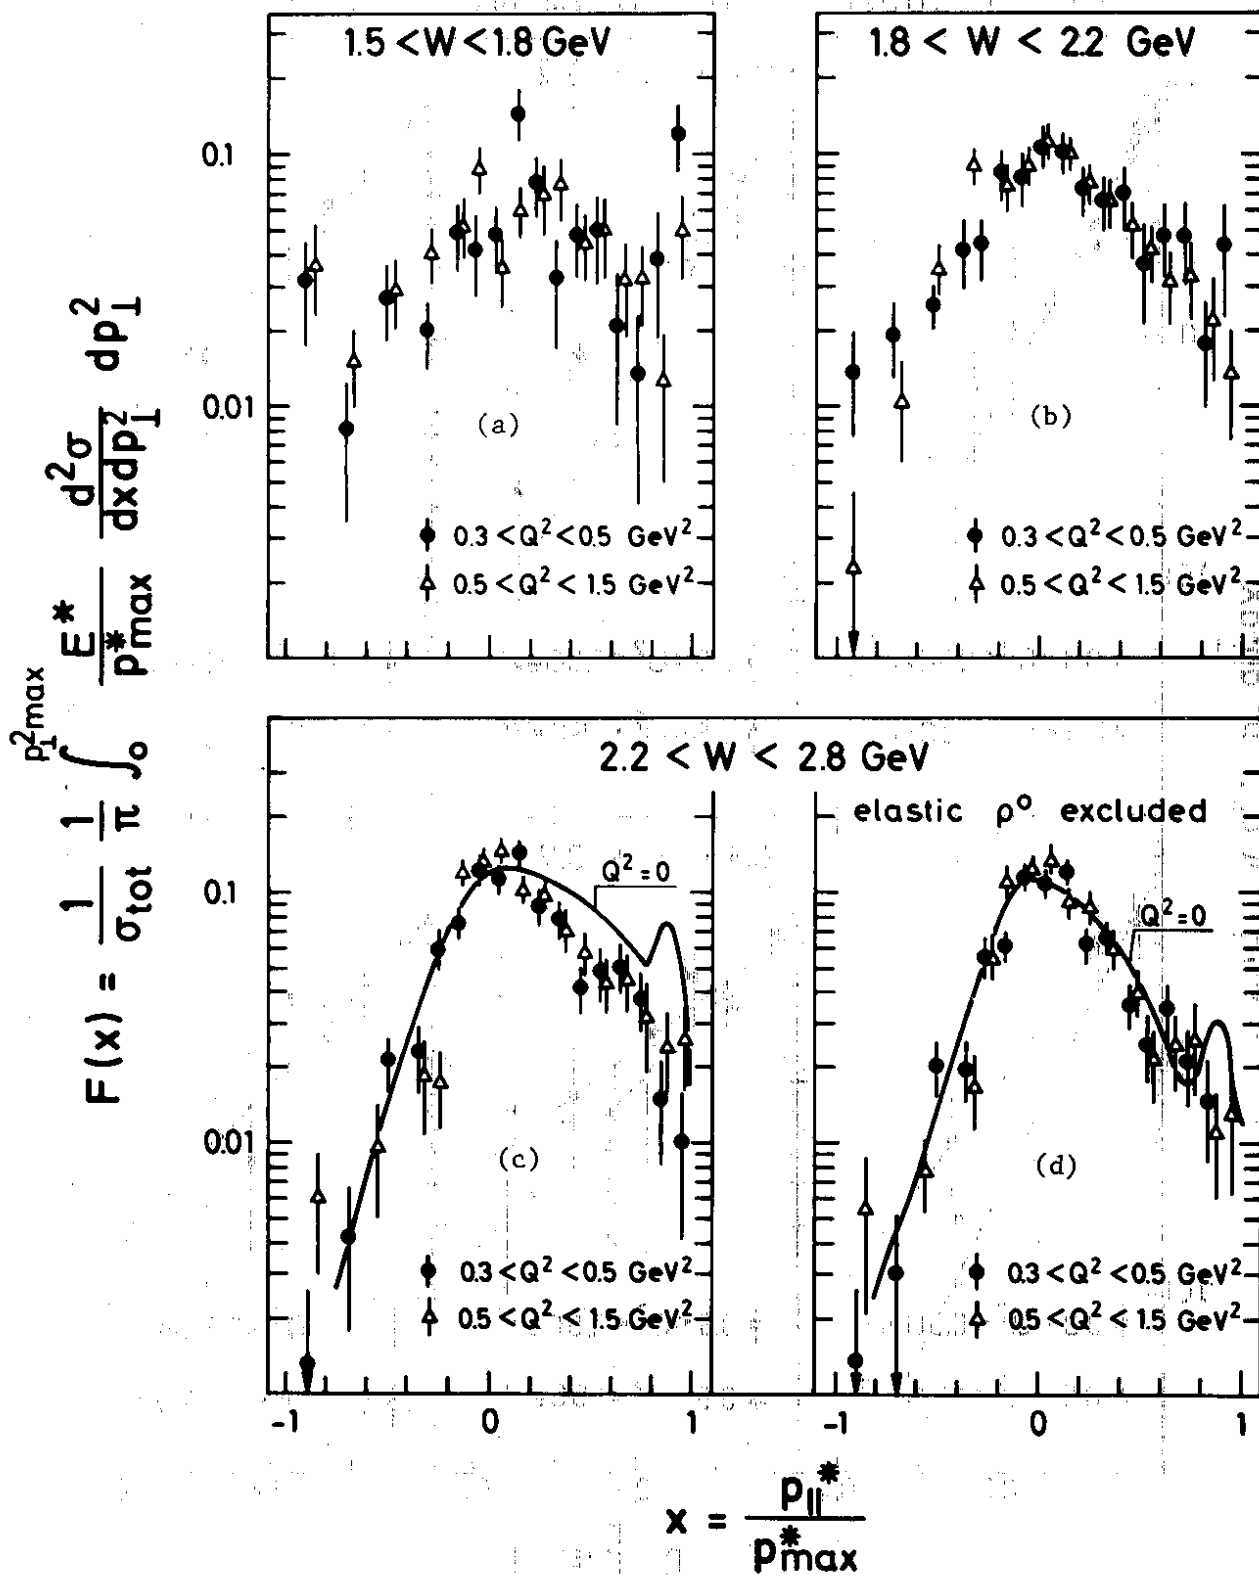 1.5 < W < 1.8 GeV
0.1
0.01
(a)
0.3 < Q² < 0.5 GeV²
0.5 < Q² < 1.5 GeV²
1.8 < W < 2.2 GeV
(b)
0.3 < Q² < 0.5 GeV²
0.5 < Q² < 1.5 GeV²
F(x) = 1/σ_tot 1/π ∫₀^{p⊥² max} E*/p*max d²σ/dxdp⊥² dp⊥²
2.2 < W < 2.8 GeV
0.1
0.01
Q² = 0
(c)
0.3 < Q² < 0.5 GeV²
0.5 < Q² < 1.5 GeV²
-1 0 1
elastic ρ° excluded
Q² = 0
(d)
0.3 < Q² < 0.5 GeV²
0.5 < Q² < 1.5 GeV²
-1 0 1
x = p||*/p*max